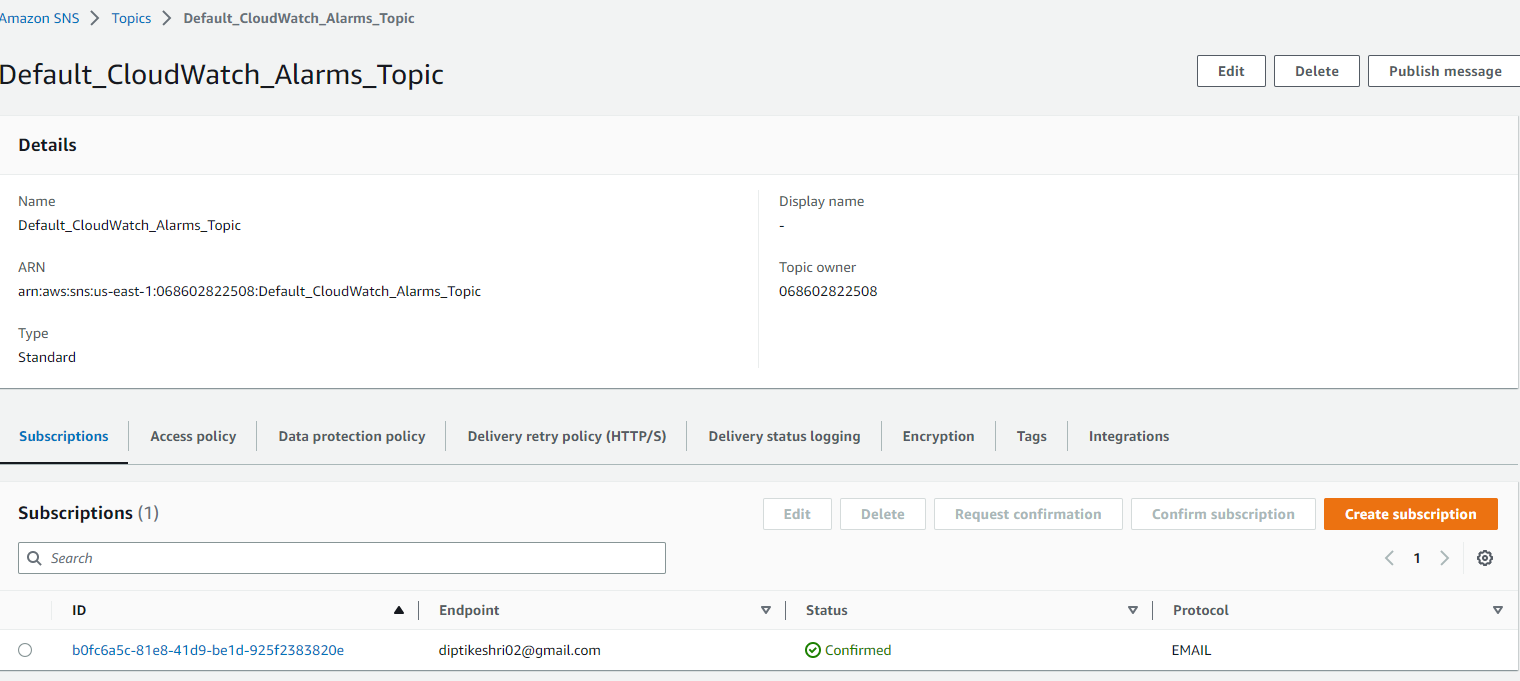 Amazon SNS > Topics > Default_CloudWatch_Alarms_Topic
Default_CloudWatch_Alarms_Topic
Edit
Delete
Publish message
Details
Name
Default_CloudWatch_Alarms_Topic
ARN
arn:aws:sns:us-east-1:068602822508:Default_CloudWatch_Alarms_Topic
Type
Standard
Display name
-
Topic owner
068602822508
Subscriptions
Access policy
Data protection policy
Delivery retry policy (HTTP/S)
Delivery status logging
Encryption
Tags
Integrations
Subscriptions (1)
Edit
Delete
Request confirmation
Confirm subscription
Create subscription
Search
1
ID
Endpoint
Status
Protocol
b0fc6a5c-81e8-41d9-be1d-925f2383820e
diptikeshri02@gmail.com
Confirmed
EMAIL